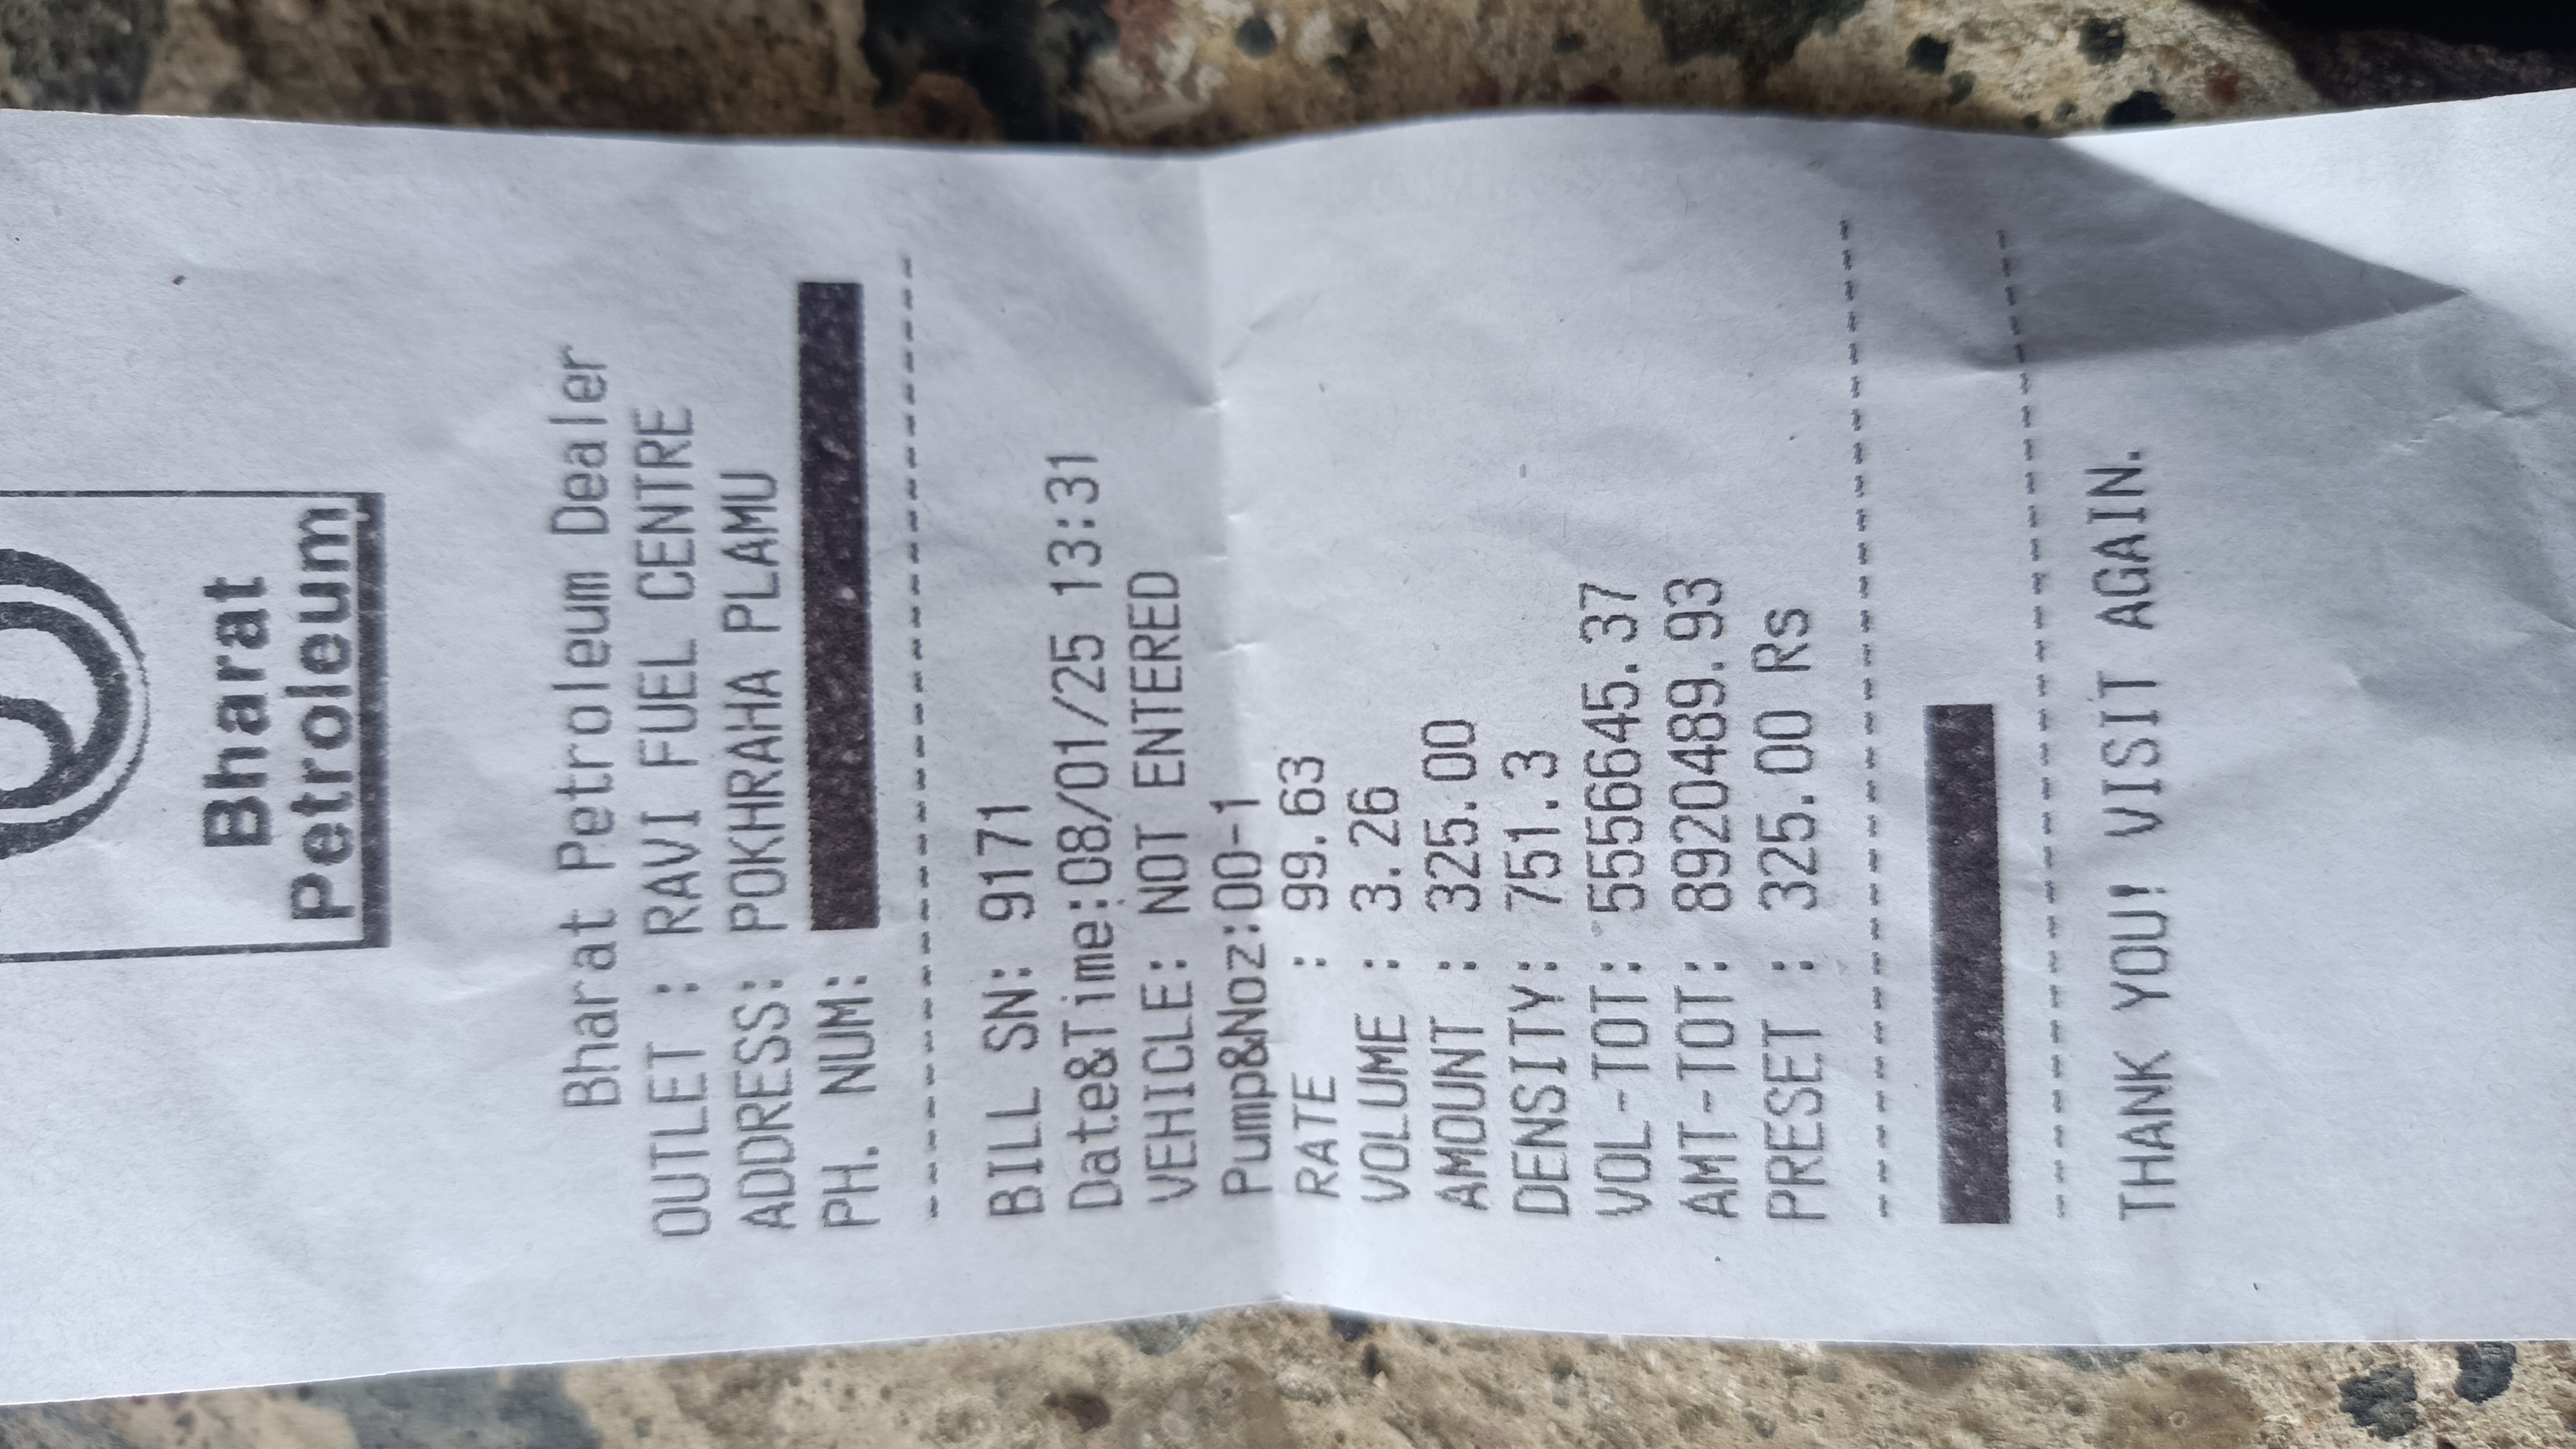 Bharat
Petroleum
Bharat Petroleum Dealer
OUTLET : RAVI FUEL CENTRE
ADDRESS: POKHRAHA PLAMU
PH. NUM:
BILL SN: 9171
Date&Time:08/01/25 13:31
VEHICLE: NOT ENTERED
Pump&Noz:00-1
RATE : 99.63
VOLUME : 3.26
AMOUNT : 325.00
DENSITY: 751.3
VOL-TOT: 5556645.37
AMT-TOT: 8920489.93
PRESET : 325.00 Rs
THANK YOU! VISIT AGAIN.